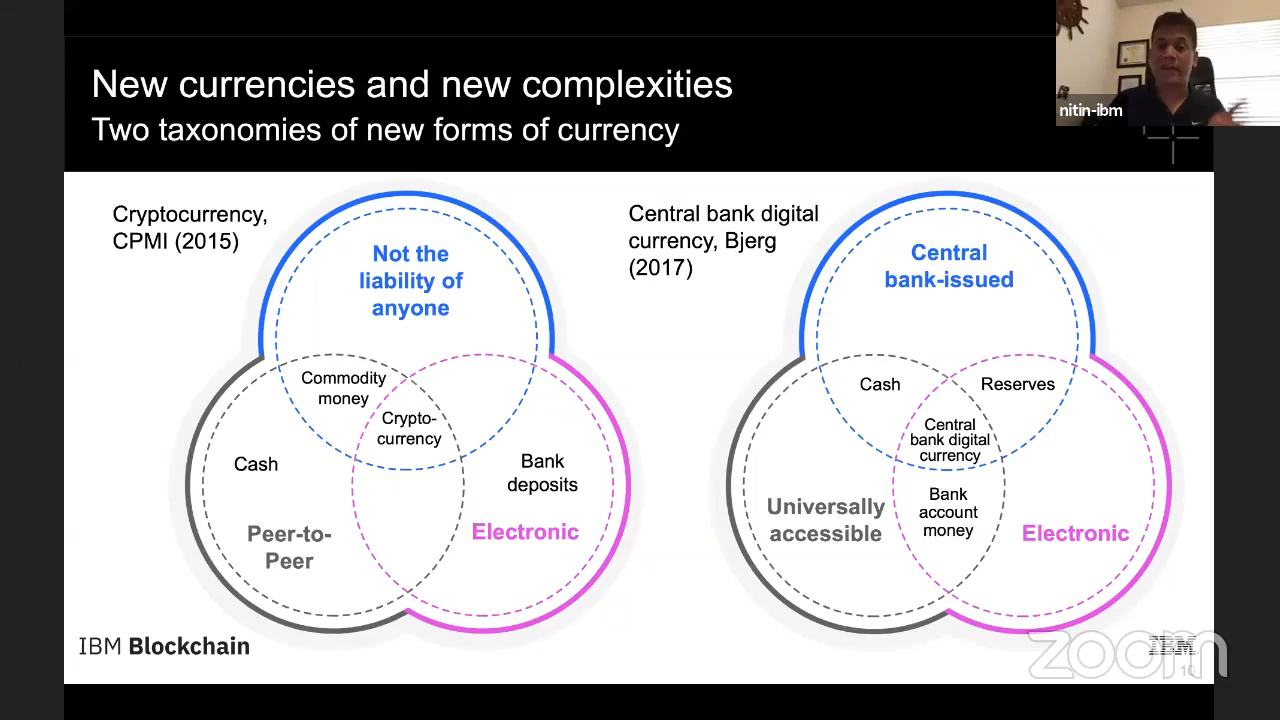 New currencies and new complexities
Two taxonomies of new forms of currency
nitin-ibm
Cryptocurrency,
CPMI (2015)
Not the
liability of
anyone
Commodity
money
Crypto-
currency
Cash
Bank
deposits
Peer-to-
Peer
Electronic
Central bank digital
currency, Bjerg
(2017)
Central
bank-issued
Cash
Reserves
Central
bank digital
currency
Bank
account
money
Universally
accessible
Electronic
IBM Blockchain
IBM
zoom
10